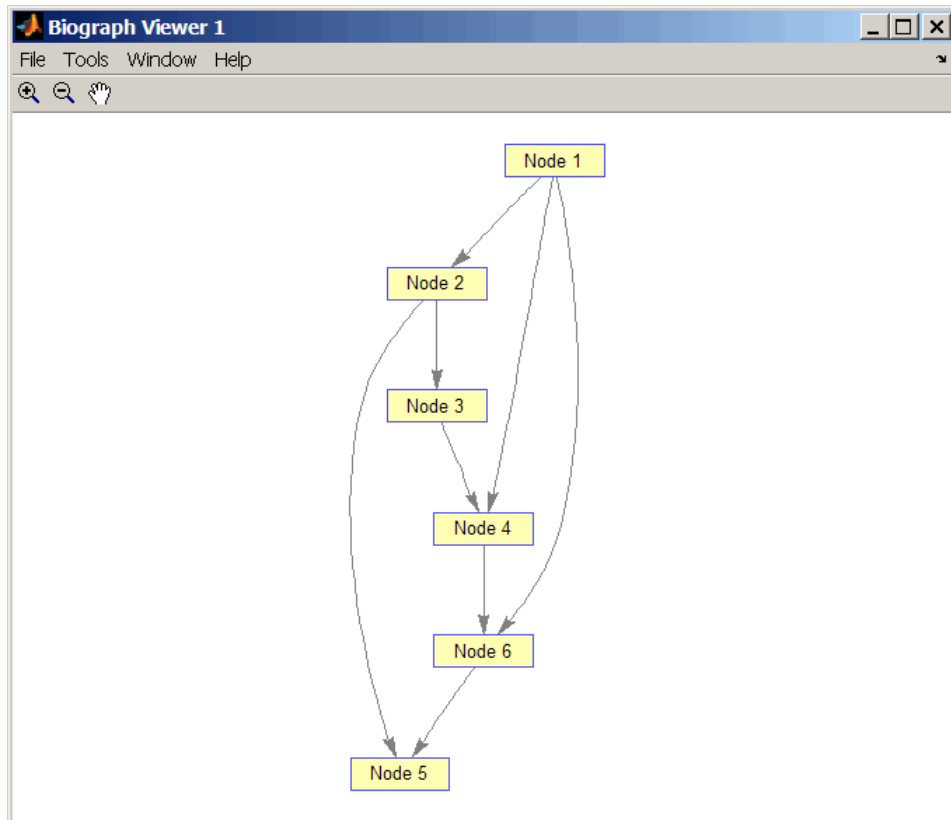 Biograph Viewer 1
File Tools Window Help
Node 1
Node 2
Node 3
Node 4
Node 6
Node 5